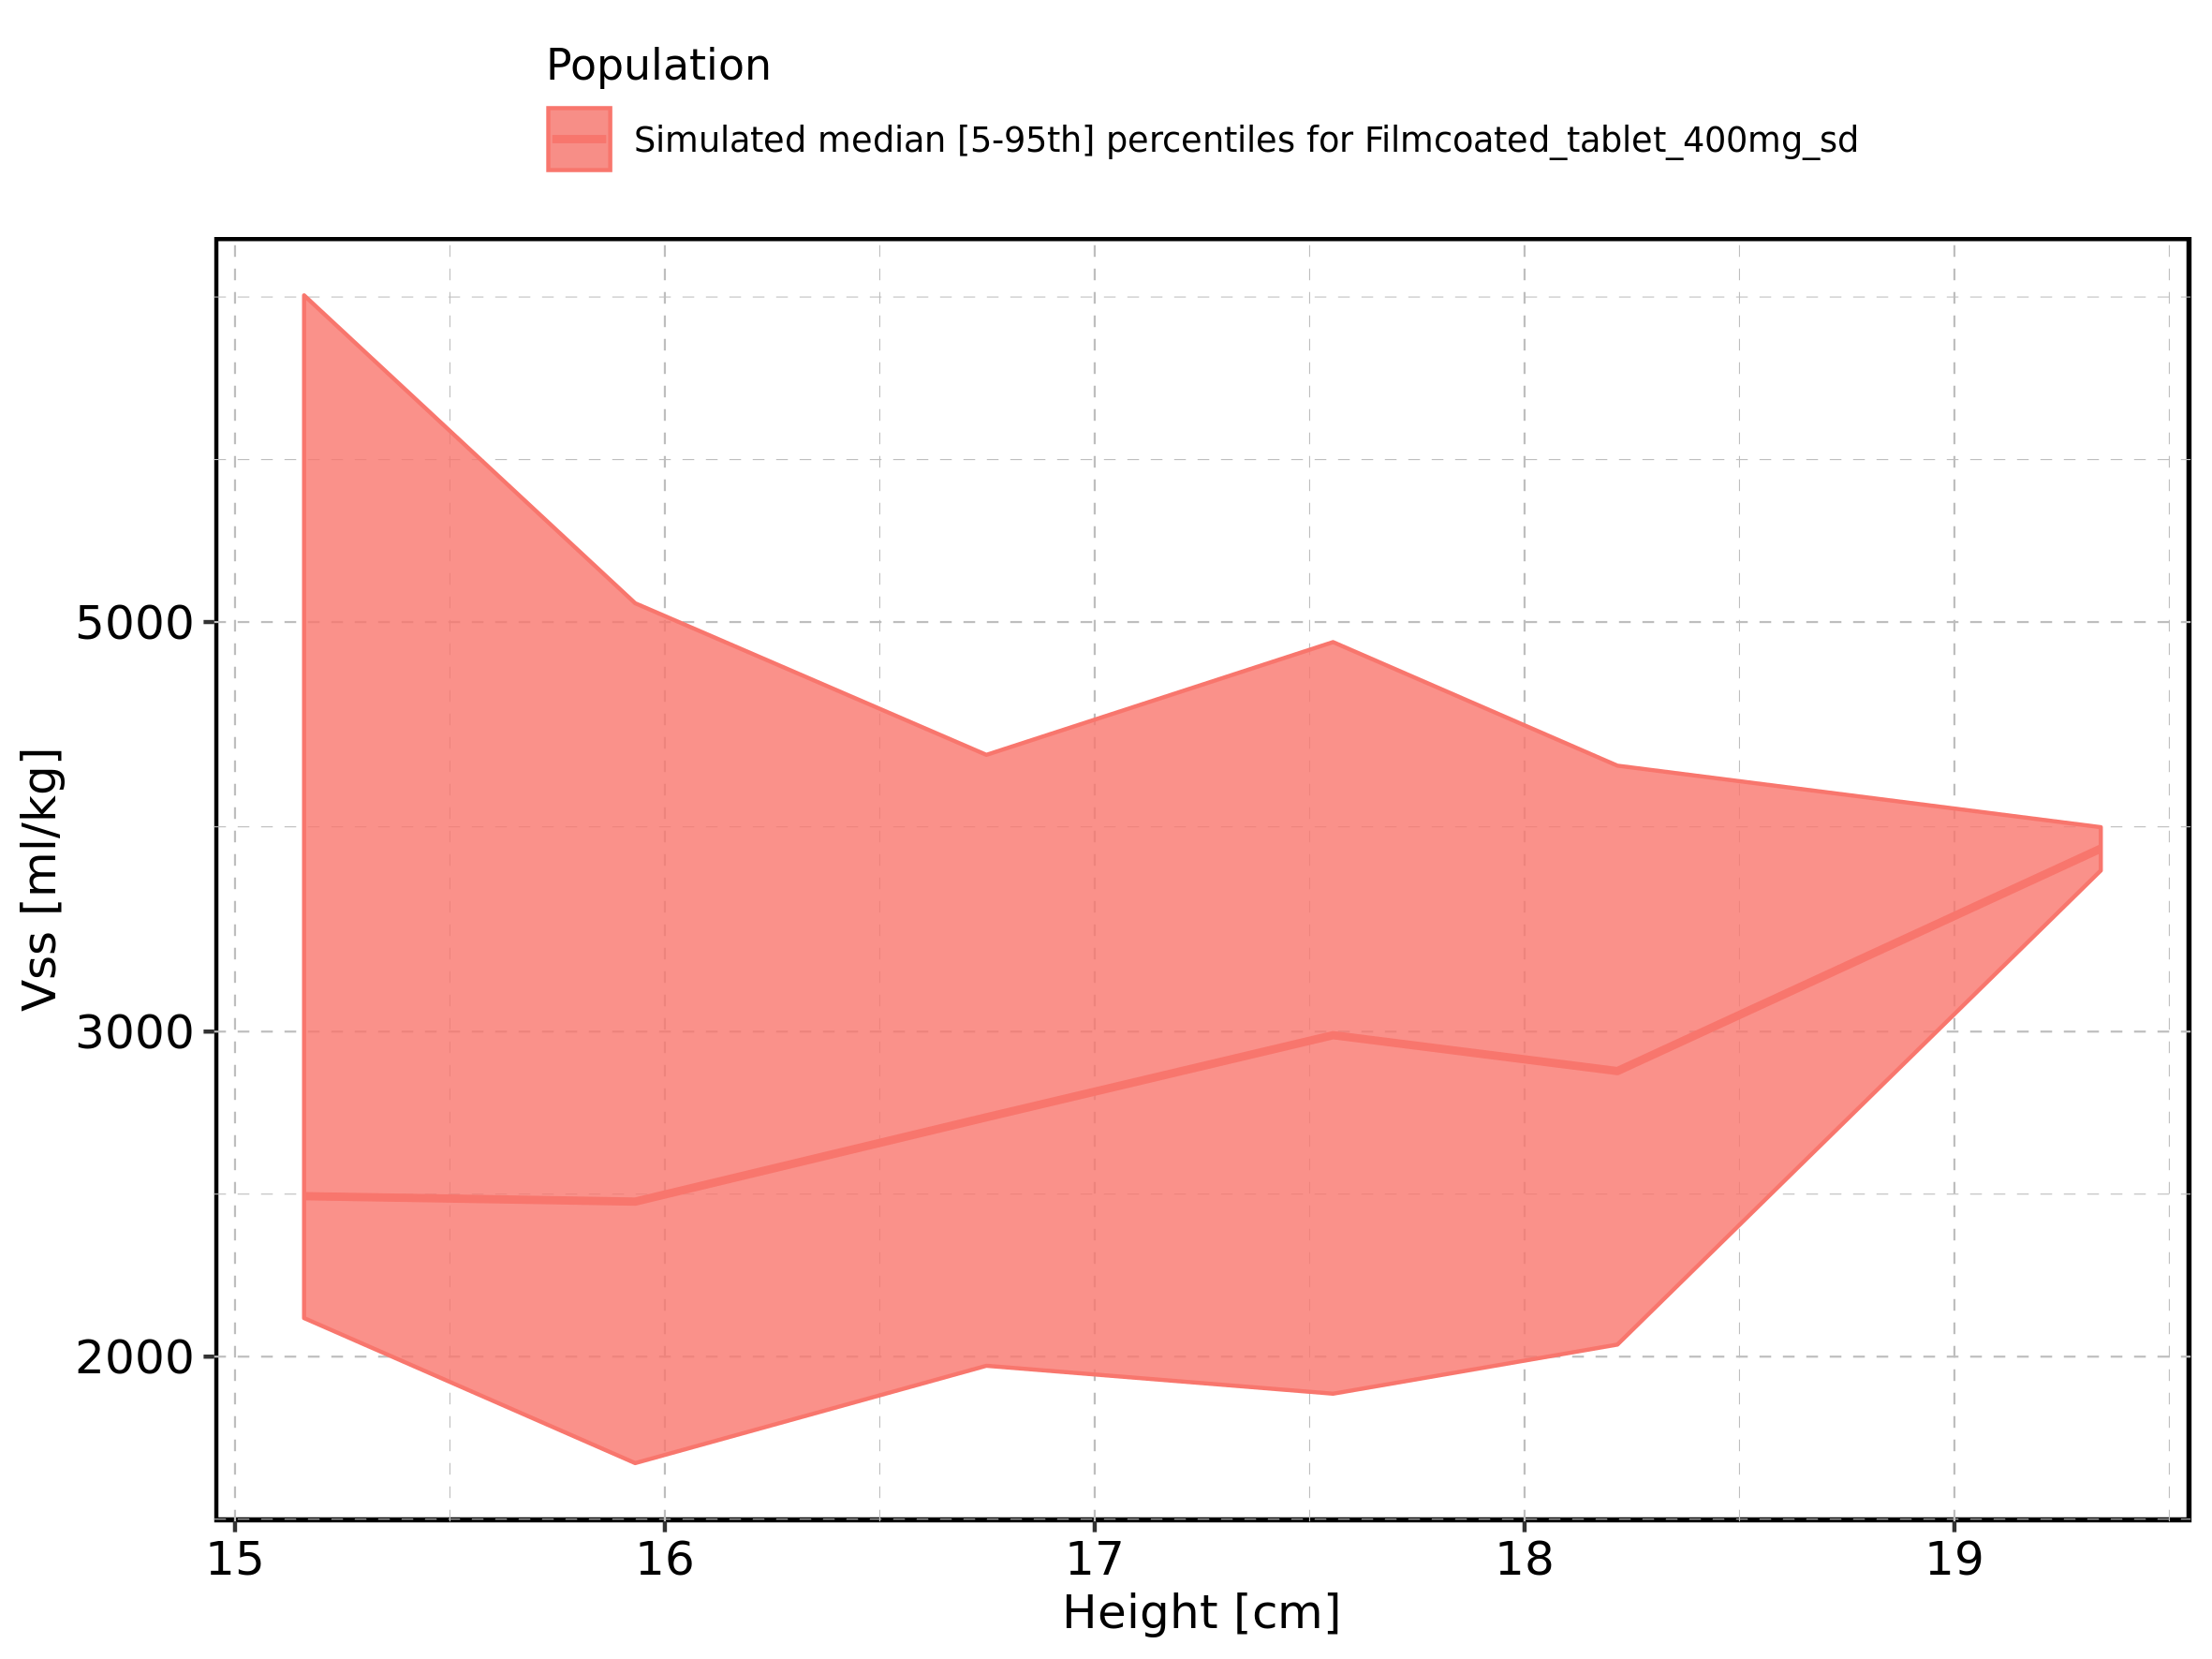 Population
Simulated median [5-95th] percentiles for Filmcoated_tablet_400mg_sd
Vss [ml/kg]
5000
3000
2000
15 16 17 18 19
Height [cm]